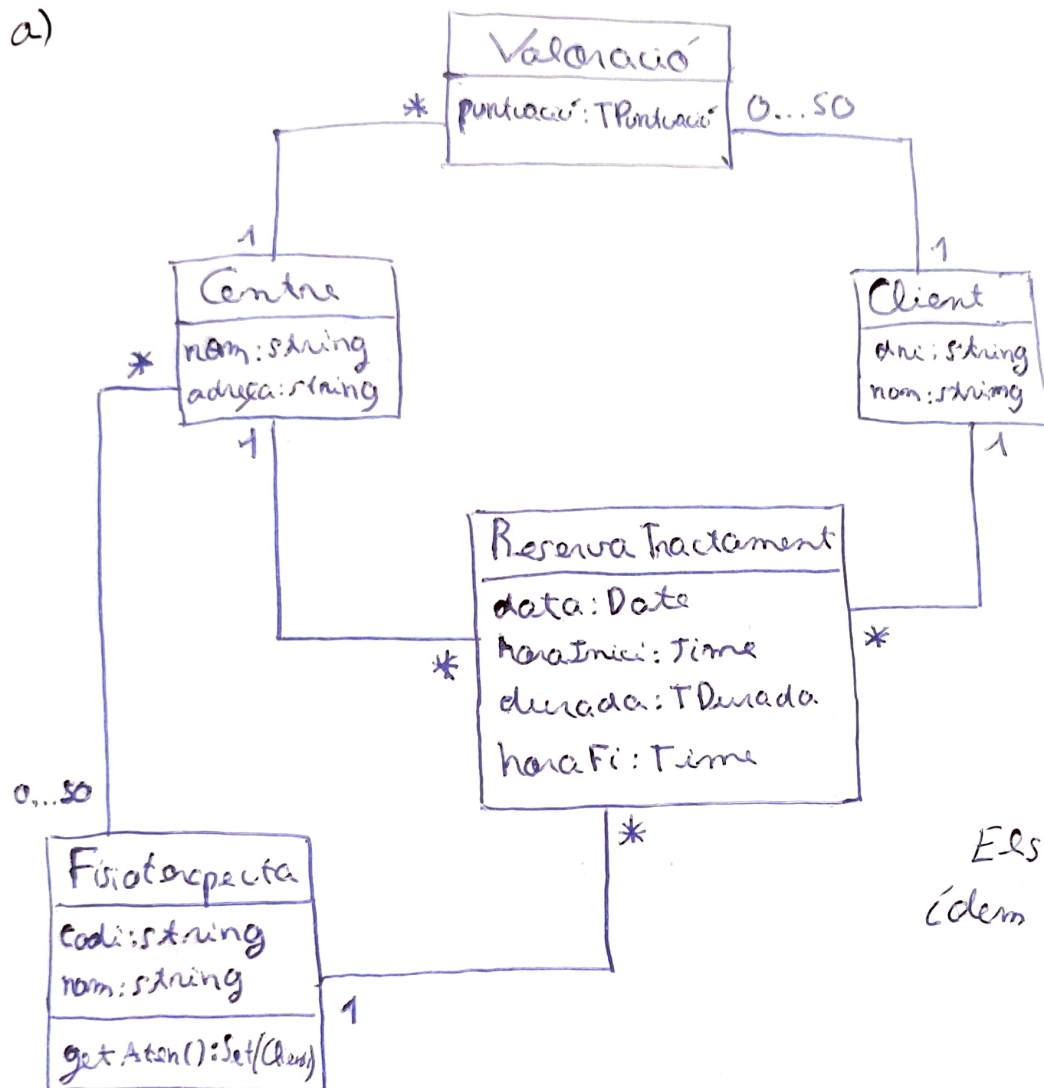 a)
Valoració
puntuació: TPuntuació
*
0...50
1
1
Centre
nom: string
adreça: string
*
1
Client
dni: string
nom: string
1
ReservaTractament
data: Date
horaInici: Time
durada: TDurada
horaFi: Time
*
*
*
0...50
Fisioterapeuta
codi: string
nom: string
getAten(): Set(Client)
1
Els
ídem